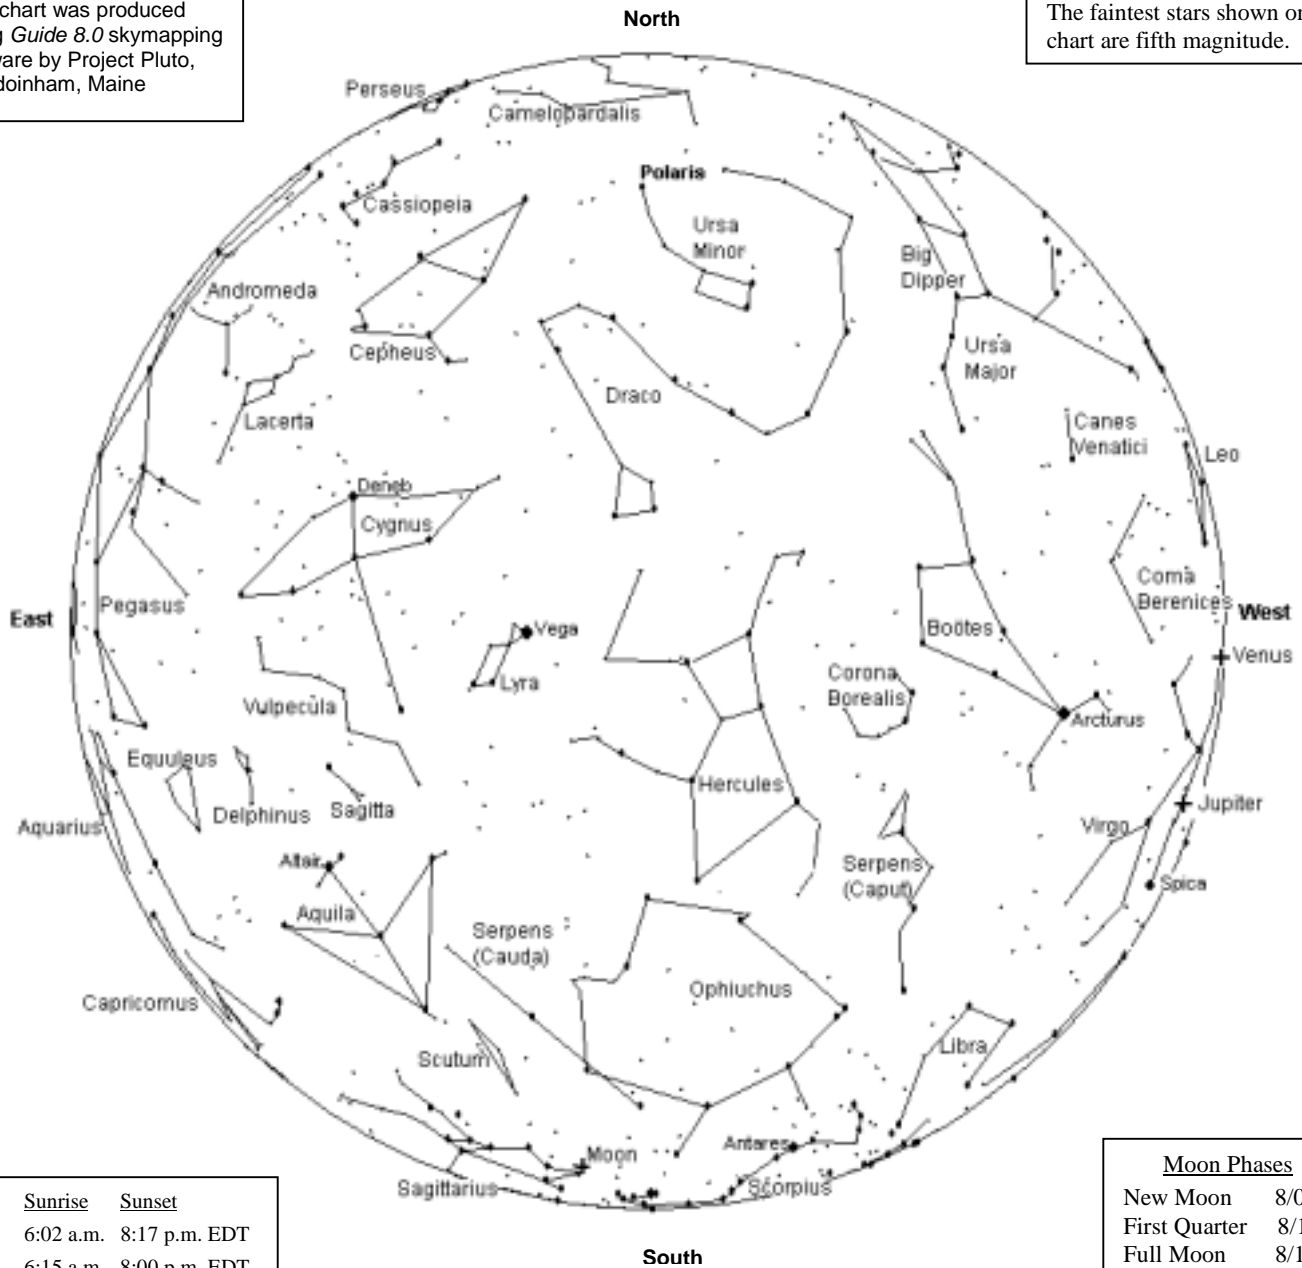 chart was produced
g Guide 8.0 skymapping
ware by Project Pluto,
doinham, Maine
North
The faintest stars shown on
chart are fifth magnitude.
Perseus
Camelopardalis
Polaris
Cassiopeia
Ursa
Minor
Big
Dipper
Andromeda
Cepheus
Ursa
Major
Draco
Lacerta
Canes
Venatici
Leo
Deneb
Cygnus
Coma
Berenices
Pegasus
East
West
Vega
Boötes
Venus
Lyra
Corona
Borealis
Vulpecula
Arcturus
Equuleus
Hercules
Delphinus
Sagitta
Jupiter
Aquarius
Virgo
Altair
Serpens
(Caput)
Spica
Aquila
Serpens
(Cauda)
Ophiuchus
Capricornus
Scutum
Libra
Moon
Antares
Sagittarius
Scorpius
Sunrise Sunset
6:02 a.m. 8:17 p.m. EDT
6:15 a.m. 8:00 p.m. EDT
Moon Phases
New Moon 8/0
First Quarter 8/1
Full Moon 8/1
South